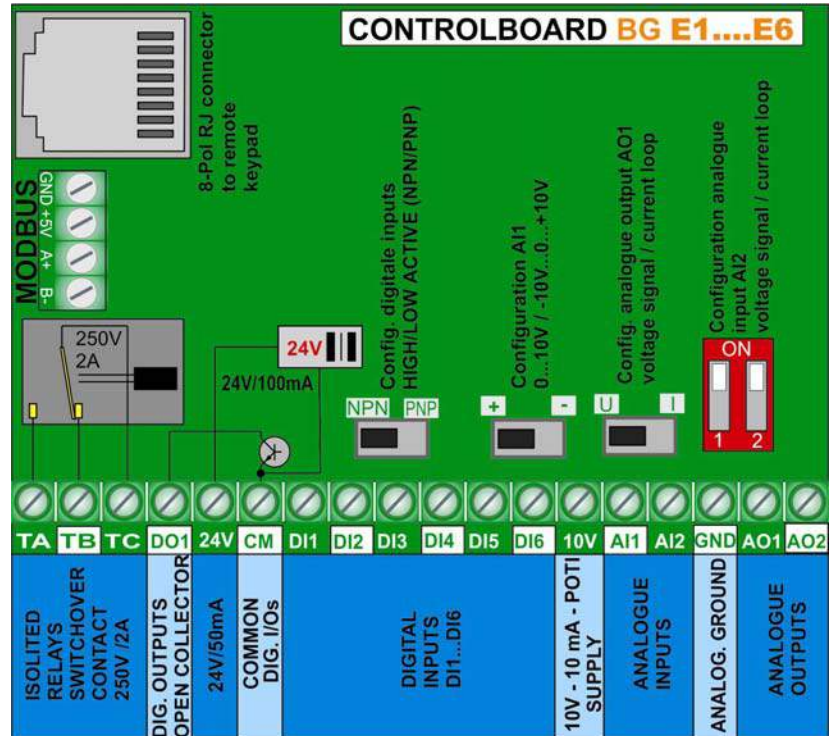 CONTROLBOARD BG E1....E6
8-Pol RJ connector
to remote
keypad
MODBUS
GND
+5V
A+
B-
250V
2A
24V
24V/100mA
Config. digitale inputs
HIGH/LOW ACTIVE (NPN/PNP)
NPN
PNP
Configuration AI1
0...10V / -10V..0...+10V
+
-
Config. analogue output AO1
voltage signal / current loop
U
I
Configuration analogue
input AI2
voltage signal / current loop
ON
1
2
TA
TB
TC
DO1
24V
CM
DI1
DI2
DI3
DI4
DI5
DI6
10V
AI1
AI2
GND
AO1
AO2
ISOLITED
RELAYS
SWITCHOVER
CONTACT
250V /2A
DIG. OUTPUTS
OPEN COLLECTOR
24V/50mA
COMMON
DIG. I/Os
DIGITAL
INPUTS
DI1...DI6
10V - 10 mA - POTI
SUPPLY
ANALOGUE
INPUTS
ANALOG. GROUND
ANALOGUE
OUTPUTS